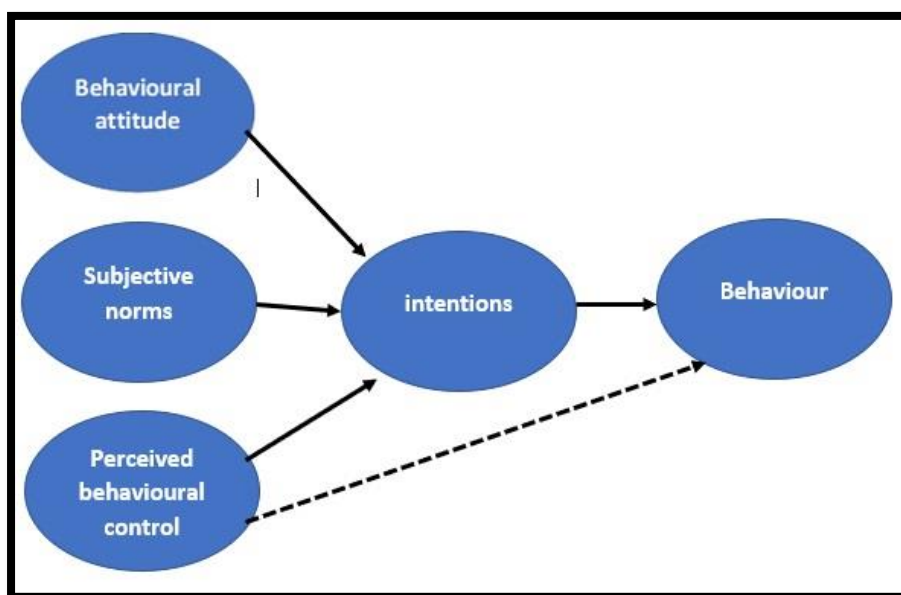 Behavioural
attitude
Subjective
norms
intentions
Behaviour
Perceived
behavioural
control